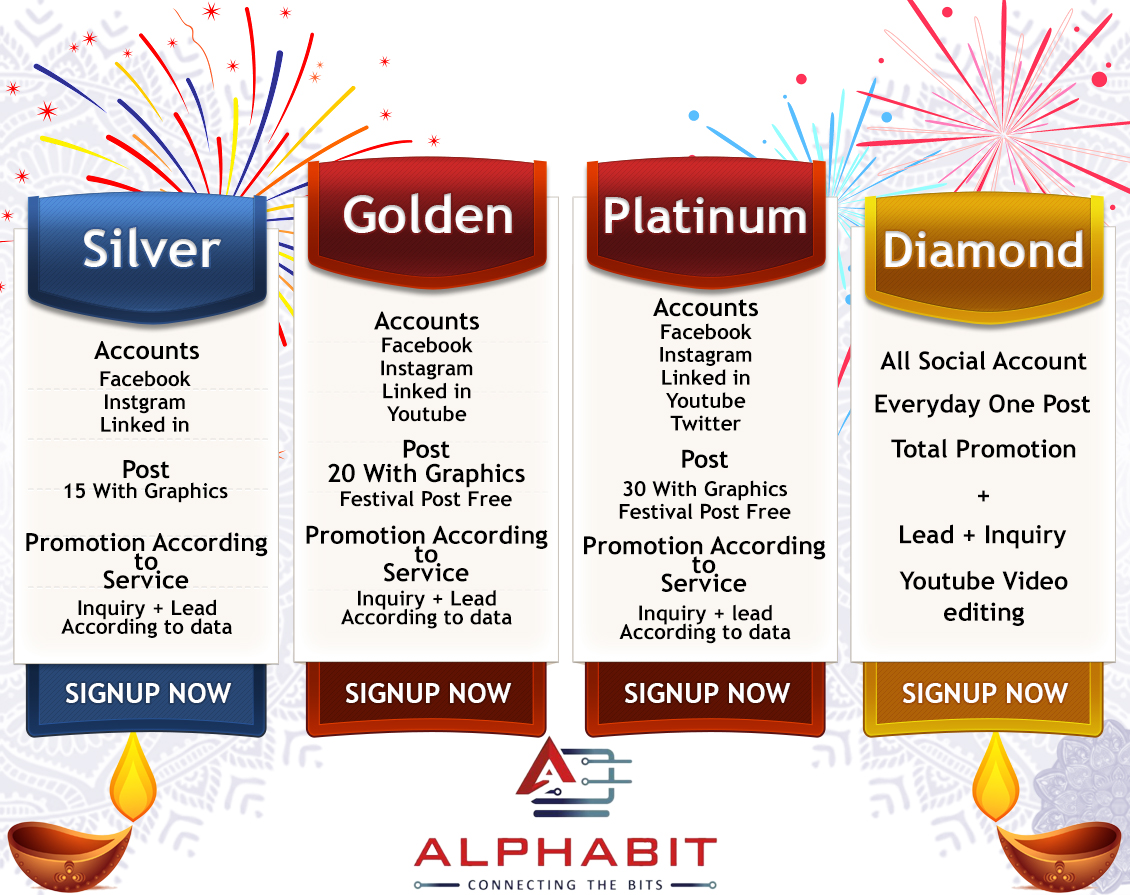 Silver
Accounts
Facebook
Instgram
Linked in
Post
15 With Graphics
Promotion According
to
Service
Inquiry + Lead
According to data
SIGNUP NOW
Golden
Accounts
Facebook
Instagram
Linked in
Youtube
Post
20 With Graphics
Festival Post Free
Promotion According
to
Service
Inquiry + Lead
According to data
SIGNUP NOW
Platinum
Accounts
Facebook
Instagram
Linked in
Youtube
Twitter
Post
30 With Graphics
Festival Post Free
Promotion According
to
Service
Inquiry + lead
According to data
SIGNUP NOW
Diamond
All Social Account
Everyday One Post
Total Promotion
+
Lead + Inquiry
Youtube Video
editing
SIGNUP NOW
ALPHABIT
CONNECTING THE BITS